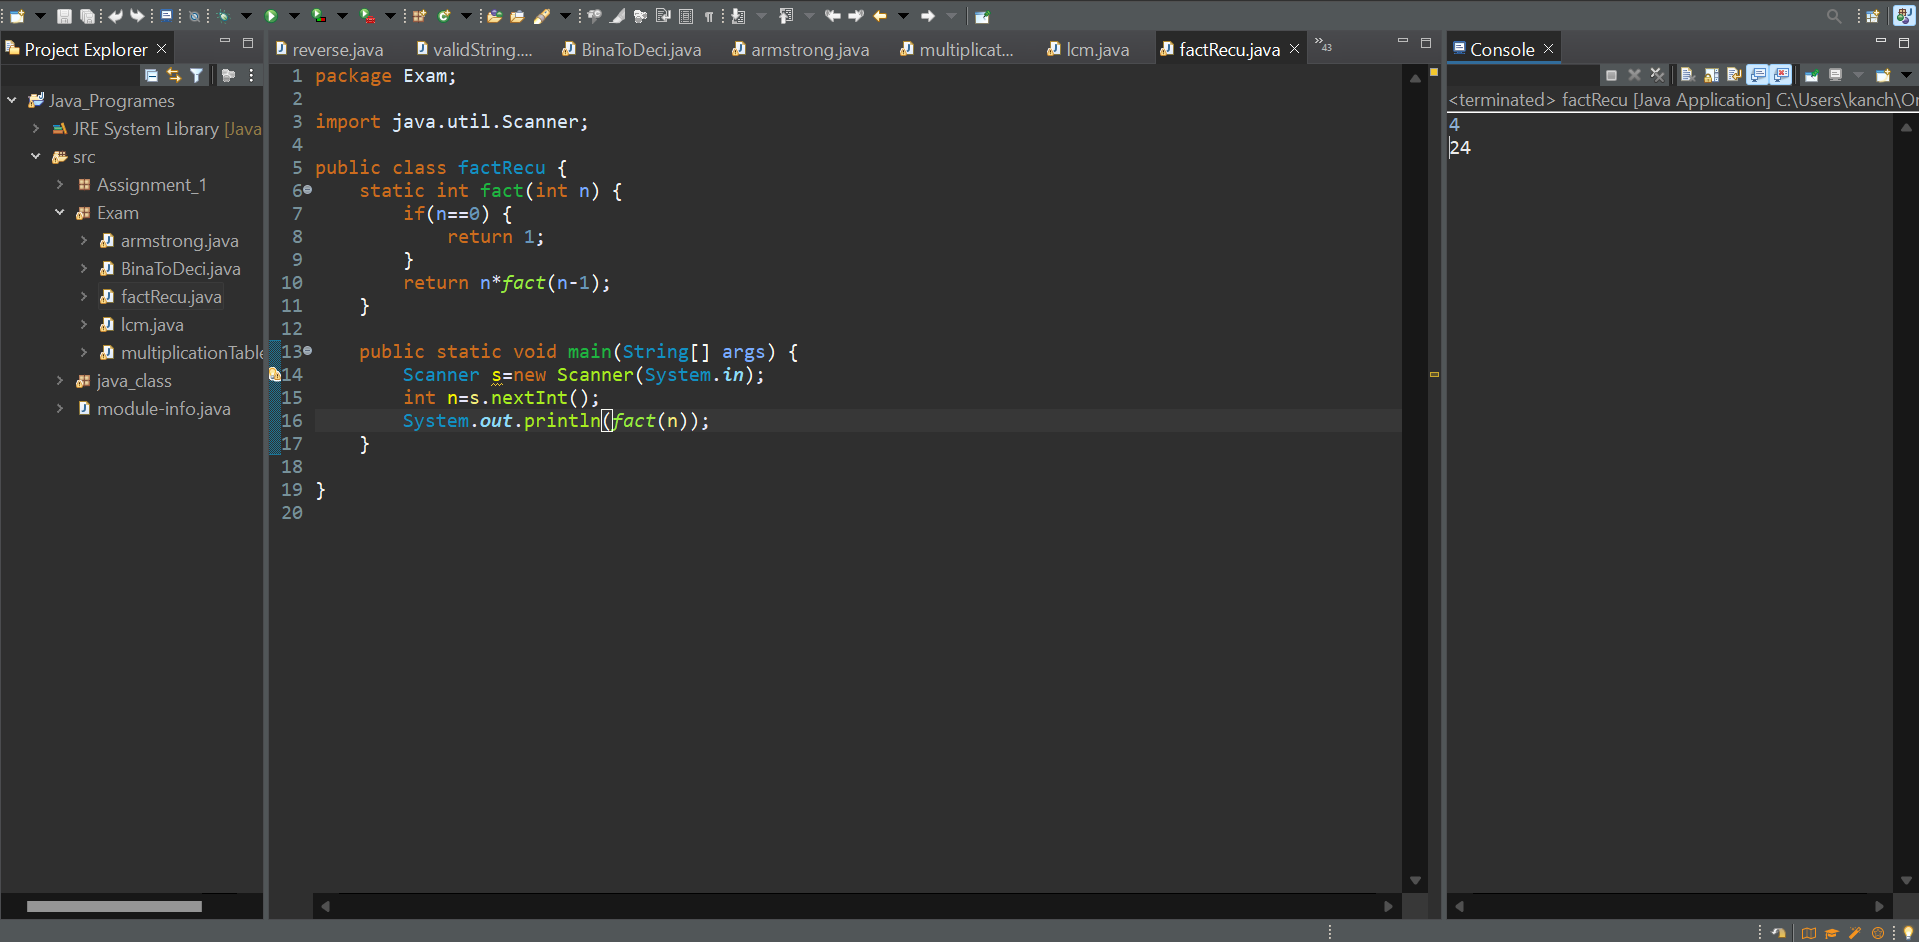 Project Explorer
Java_Programes
JRE System Library [Java
src
Assignment_1
Exam
armstrong.java
BinaToDeci.java
factRecu.java
lcm.java
multiplicationTable
java_class
module-info.java
reverse.java
validString....
BinaToDeci.java
armstrong.java
multiplicat...
lcm.java
factRecu.java
»43
1 package Exam;
2
3 import java.util.Scanner;
4
5 public class factRecu {
6     static int fact(int n) {
7         if(n==0) {
8             return 1;
9         }
10         return n*fact(n-1);
11     }
12
13     public static void main(String[] args) {
14         Scanner s=new Scanner(System.in);
15         int n=s.nextInt();
16         System.out.println(fact(n));
17     }
18
19 }
20
Console
<terminated> factRecu [Java Application] C:\Users\kanch\Or
4
24